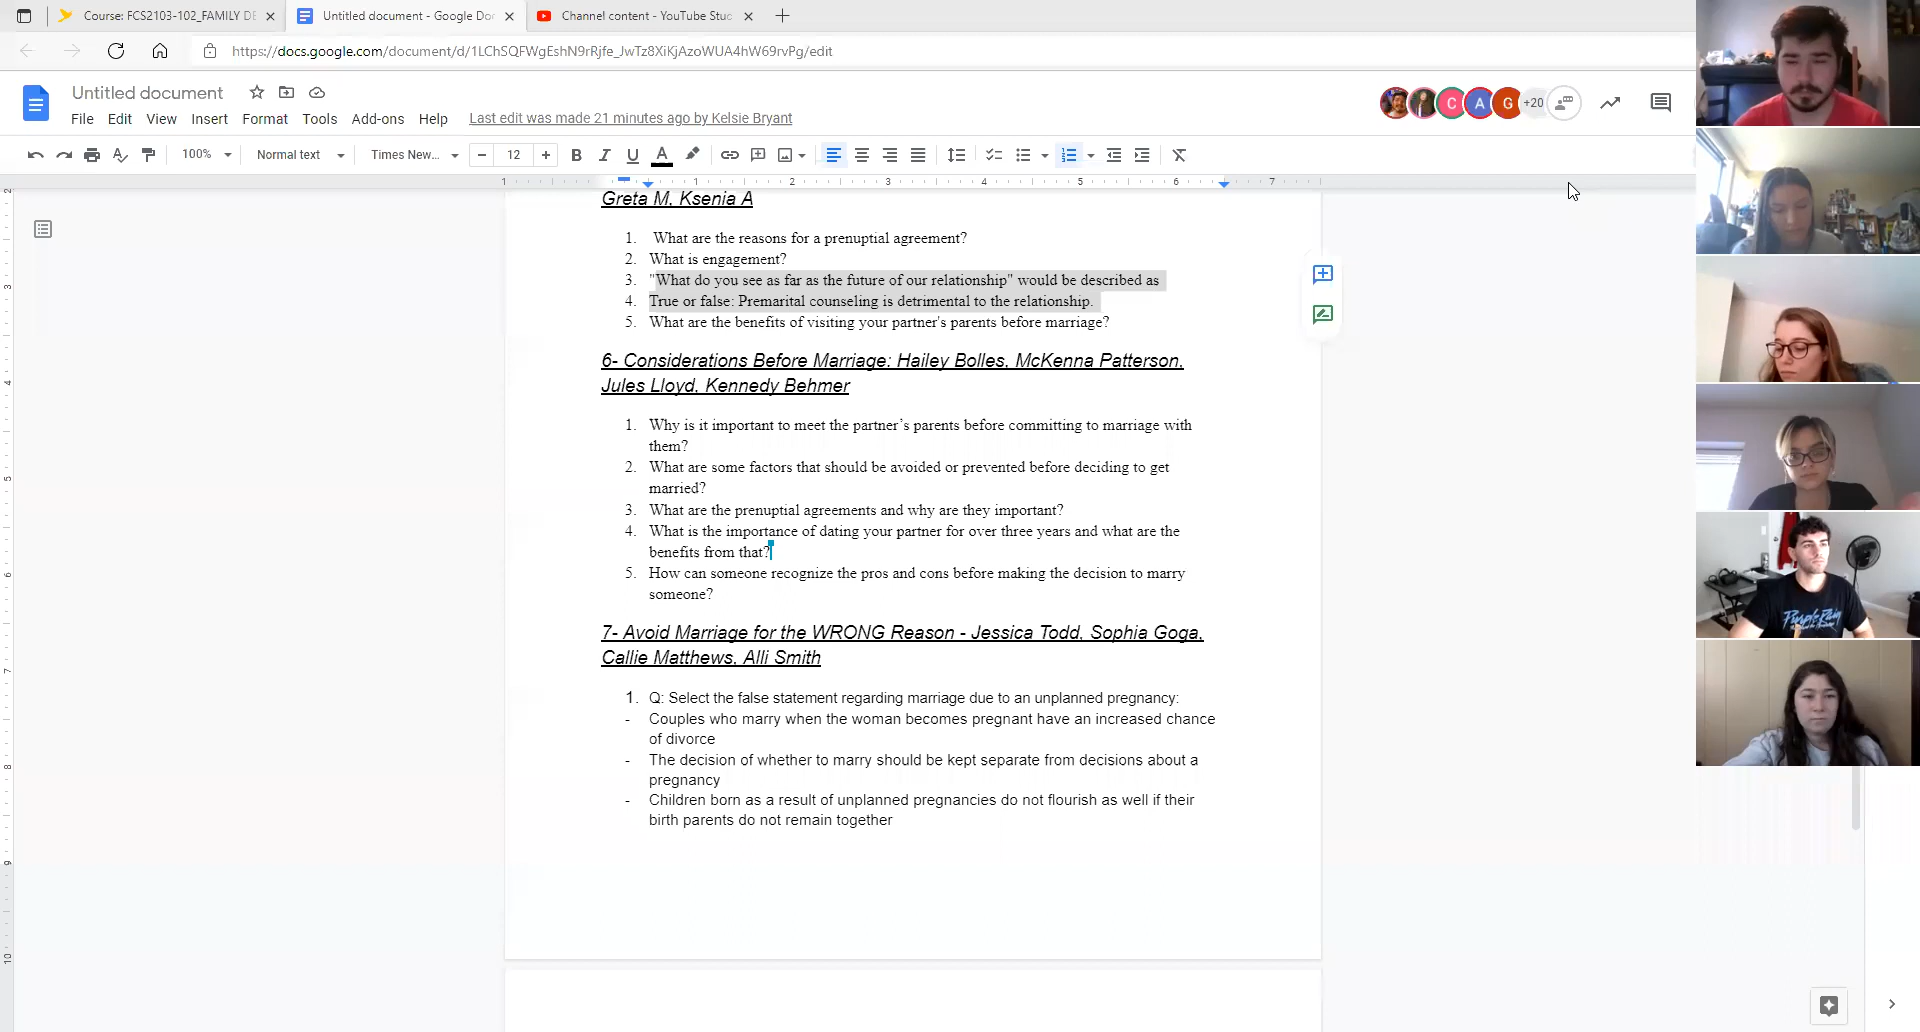 Course: FCS2103-102_FAMILY DE
Untitled document - Google Doc
Channel content - YouTube Stud
https://docs.google.com/document/d/1LChSQFWgEshN9rRjfe_JwTz8XiKjAzoWUA4hW69rvPg/edit
Untitled document
C A G +20
File Edit View Insert Format Tools Add-ons Help Last edit was made 21 minutes ago by Kelsie Bryant
100% Normal text Times New... 12 B I U A
1 1 2 3 4 5 6 7
Greta M, Ksenia A
1. What are the reasons for a prenuptial agreement?
2. What is engagement?
3. "What do you see as far as the future of our relationship" would be described as
4. True or false: Premarital counseling is detrimental to the relationship.
5. What are the benefits of visiting your partner's parents before marriage?
6- Considerations Before Marriage: Hailey Bolles, McKenna Patterson,
Jules Lloyd, Kennedy Behmer
1. Why is it important to meet the partner’s parents before committing to marriage with
them?
2. What are some factors that should be avoided or prevented before deciding to get
married?
3. What are the prenuptial agreements and why are they important?
4. What is the importance of dating your partner for over three years and what are the
benefits from that?
5. How can someone recognize the pros and cons before making the decision to marry
someone?
7- Avoid Marriage for the WRONG Reason - Jessica Todd, Sophia Goga,
Callie Matthews, Alli Smith
1. Q: Select the false statement regarding marriage due to an unplanned pregnancy:
- Couples who marry when the woman becomes pregnant have an increased chance
of divorce
- The decision of whether to marry should be kept separate from decisions about a
pregnancy
- Children born as a result of unplanned pregnancies do not flourish as well if their
birth parents do not remain together
Purple Rain